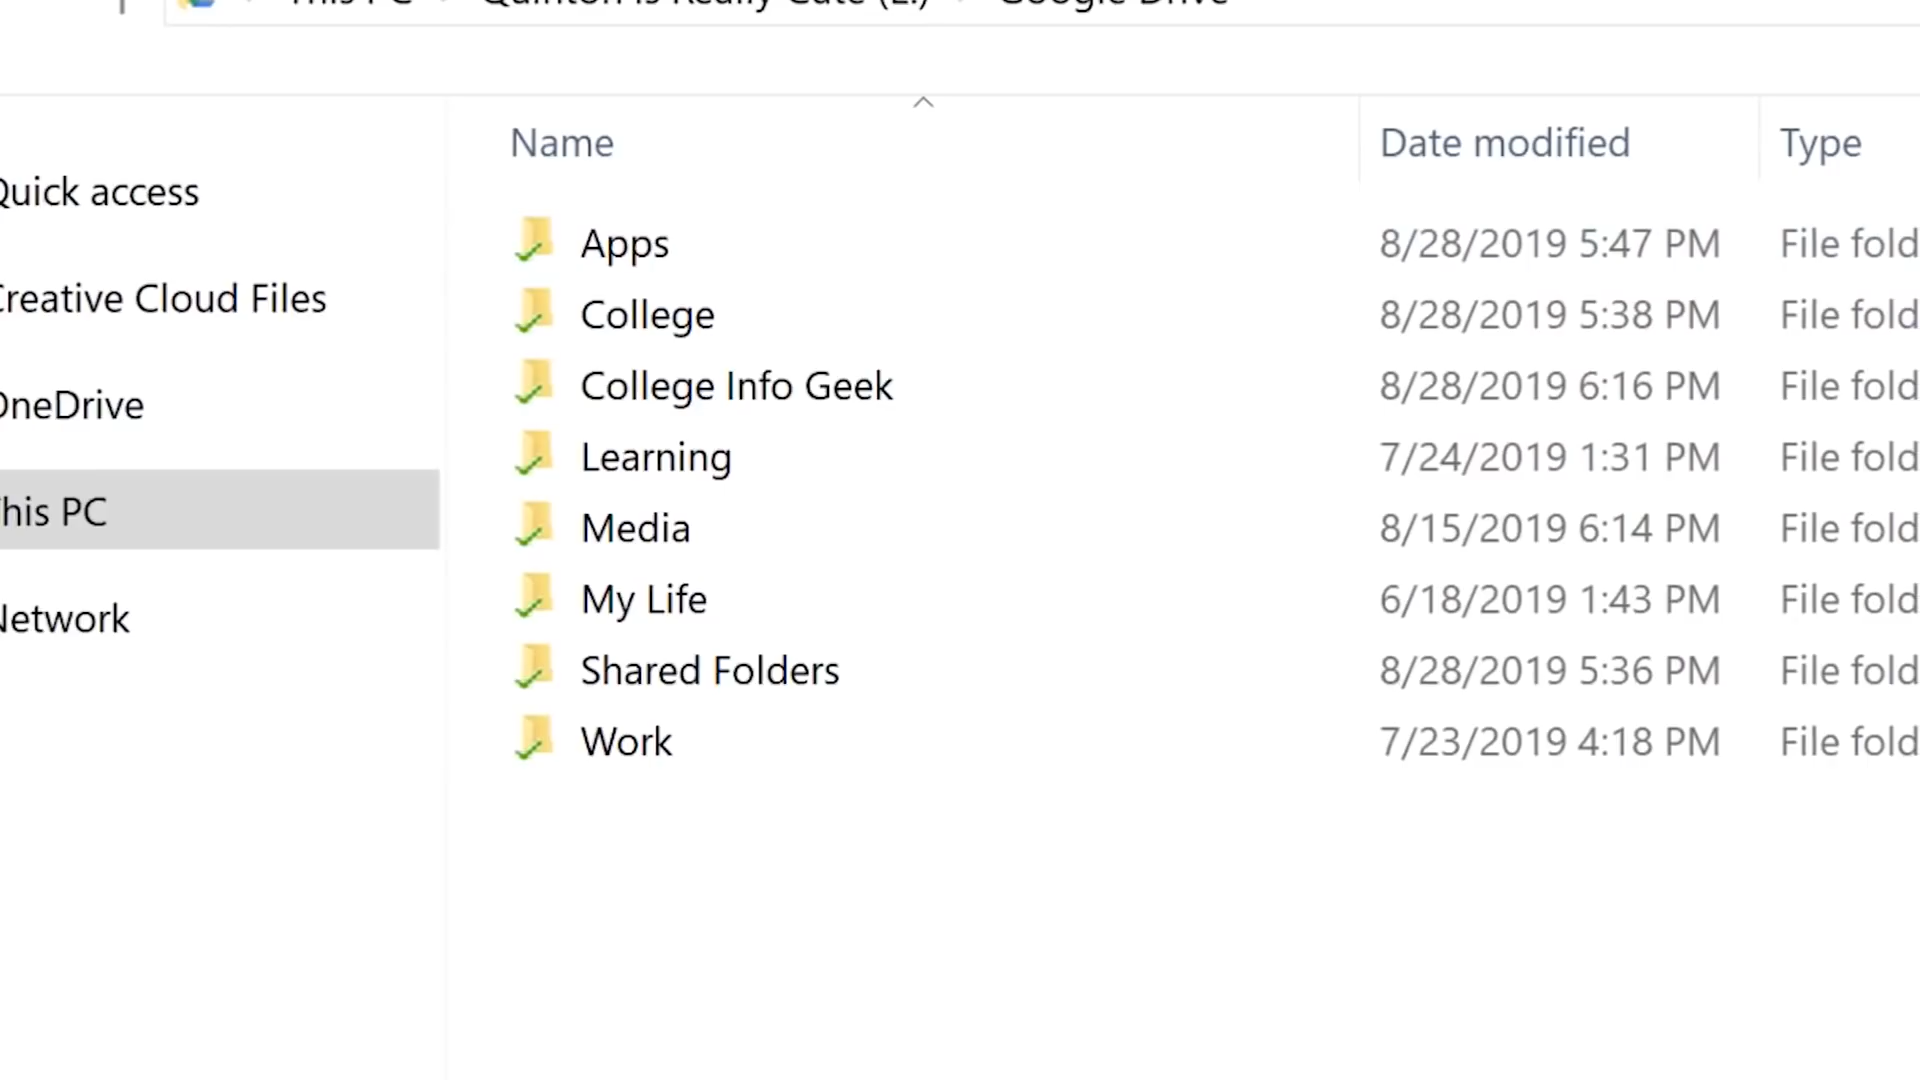 This PC Quinton is Really Cute (E:) Google Drive
Name Date modified Type
Quick access
Apps 8/28/2019 5:47 PM File fold
Creative Cloud Files
College 8/28/2019 5:38 PM File fold
College Info Geek 8/28/2019 6:16 PM File fold
OneDrive
Learning 7/24/2019 1:31 PM File fold
This PC
Media 8/15/2019 6:14 PM File fold
My Life 6/18/2019 1:43 PM File fold
Network
Shared Folders 8/28/2019 5:36 PM File fold
Work 7/23/2019 4:18 PM File fold